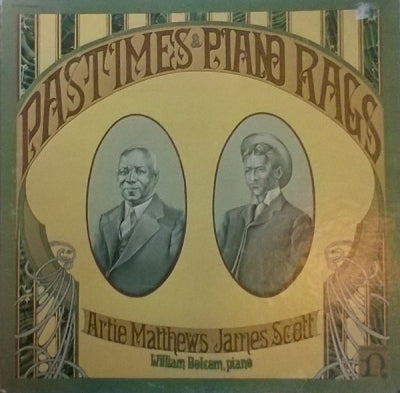 PASTIMES & PIANO RAGS
Artie Matthews James Scott
William Bolcom, piano
n